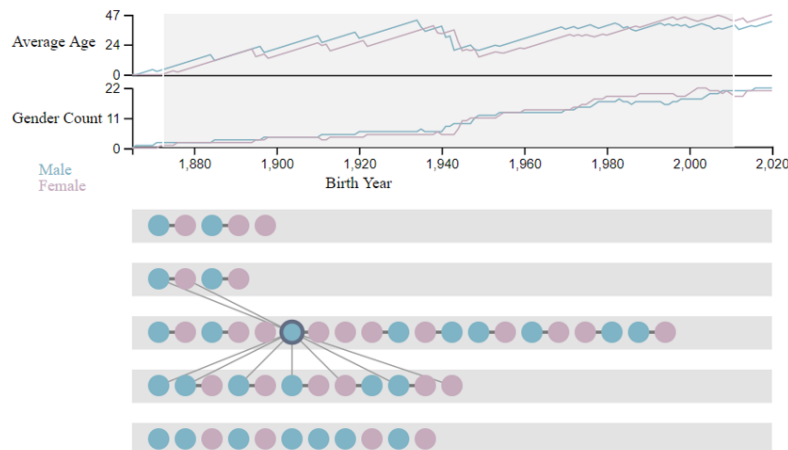 47
Average Age
24
0
22
Gender Count
11
0
1,880 1,900 1,920 1,940 1,960 1,980 2,000 2,020
Birth Year
Male
Female